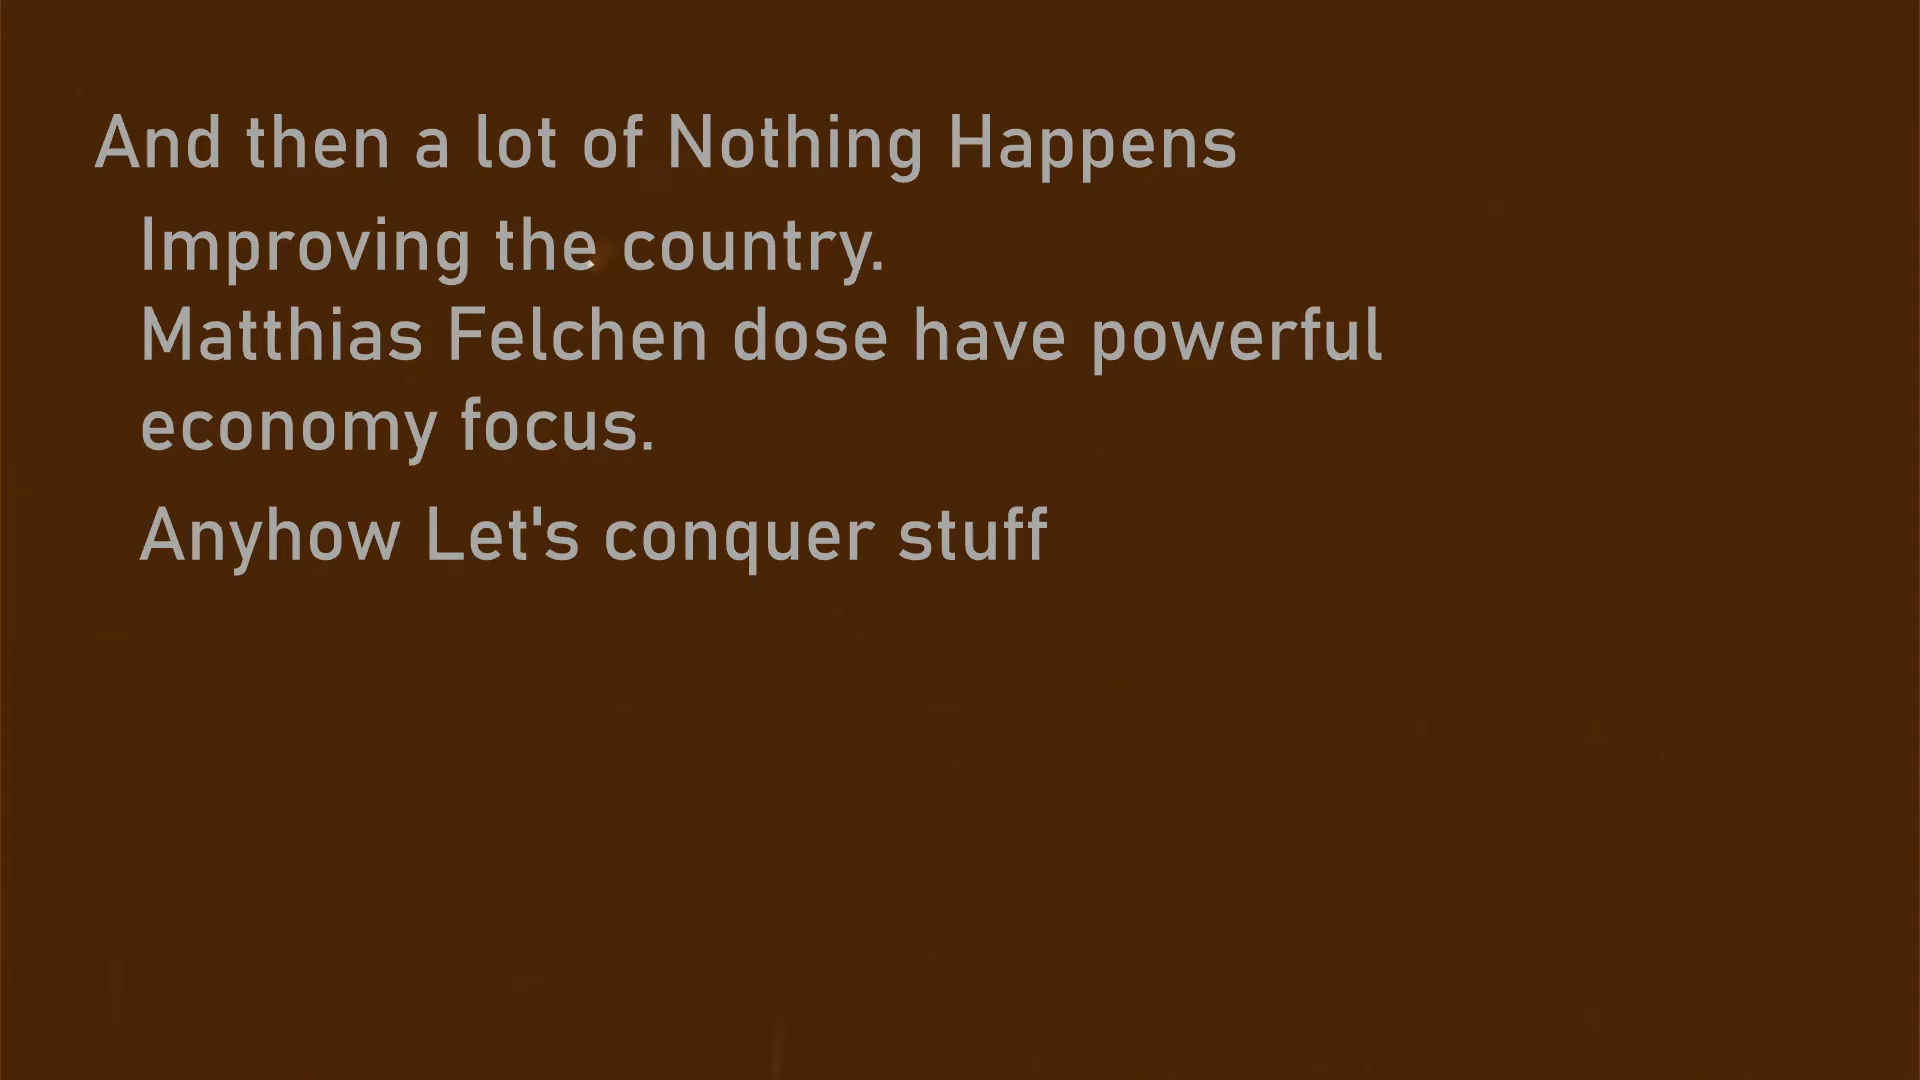 And then a lot of Nothing Happens
Improving the country.
Matthias Felchen dose have powerful
economy focus.
Anyhow Let's conquer stuff